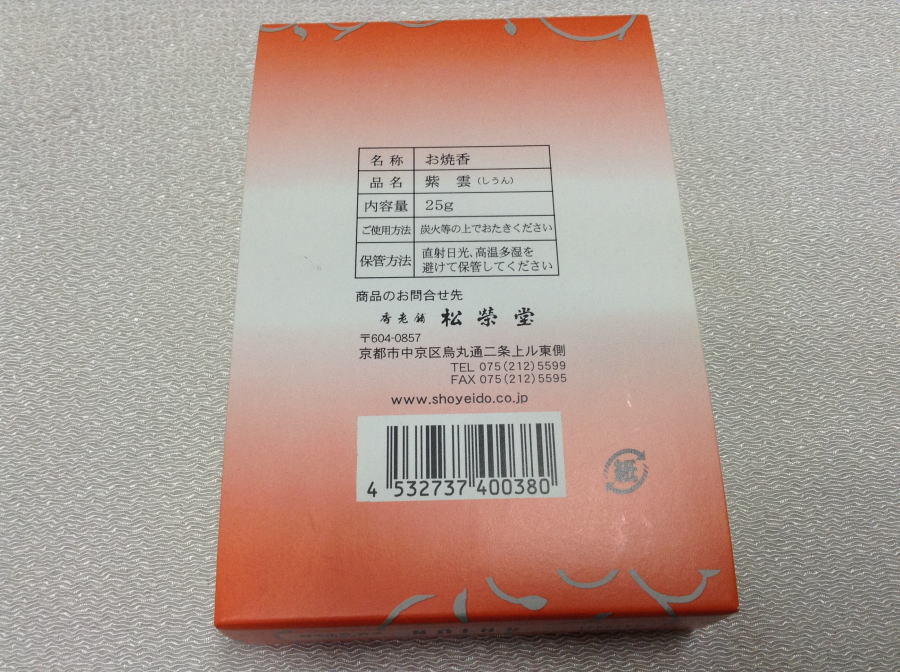 名称 お焼香
品名 紫雲(しうん)
内容量 25g
ご使用方法 炭火等の上でおたきください
保管方法 直射日光、高温多湿を
避けて保管してください
商品のお問合せ先
香老舗 松榮堂
〒604-0857
京都市中京区烏丸通二条上ル東側
TEL 075(212)5599
FAX 075(212)5595
www.shoyeido.co.jp
4 532737 400380
紙